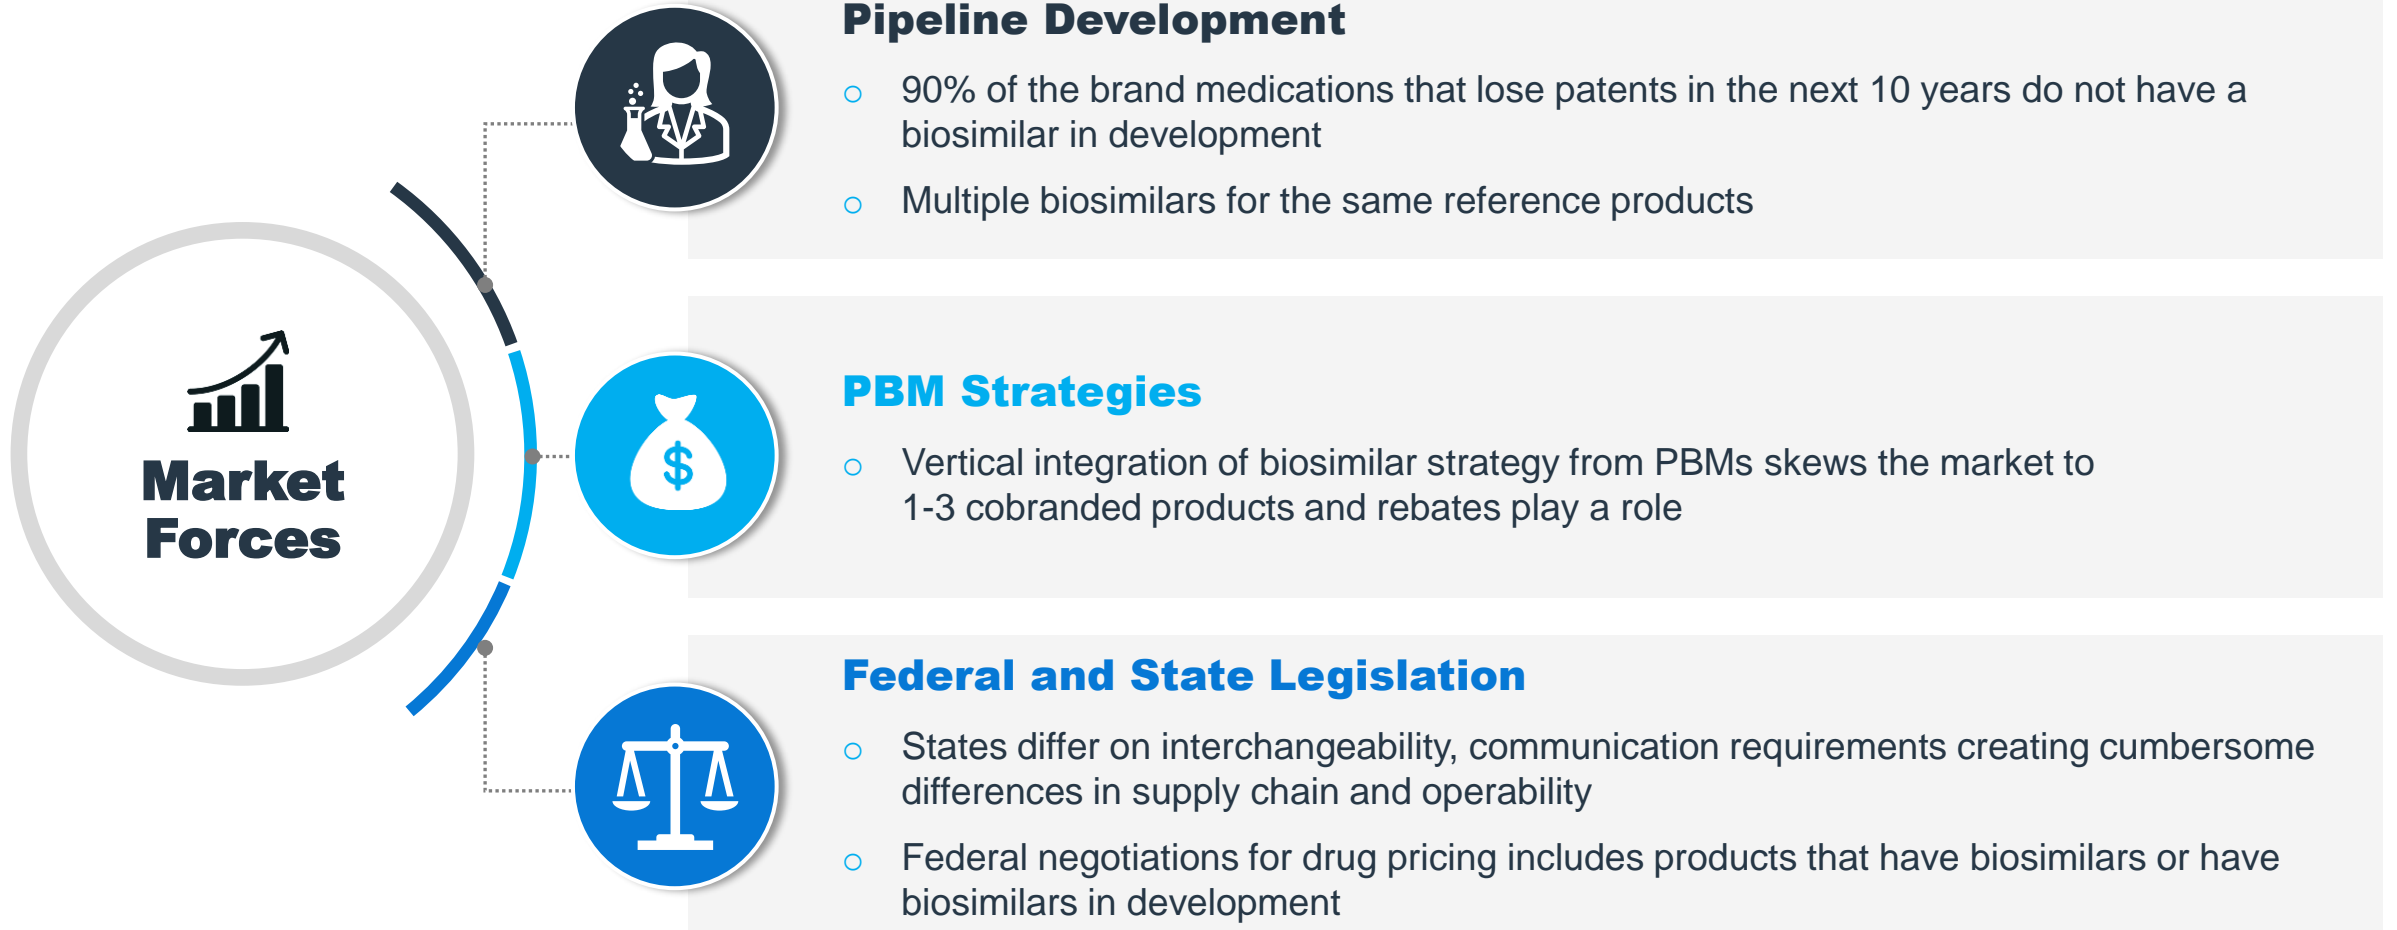 Market
Forces
Pipeline Development
○ 90% of the brand medications that lose patents in the next 10 years do not have a
biosimilar in development
○ Multiple biosimilars for the same reference products
$
PBM Strategies
○ Vertical integration of biosimilar strategy from PBMs skews the market to
1-3 cobranded products and rebates play a role
Federal and State Legislation
○ States differ on interchangeability, communication requirements creating cumbersome
differences in supply chain and operability
○ Federal negotiations for drug pricing includes products that have biosimilars or have
biosimilars in development